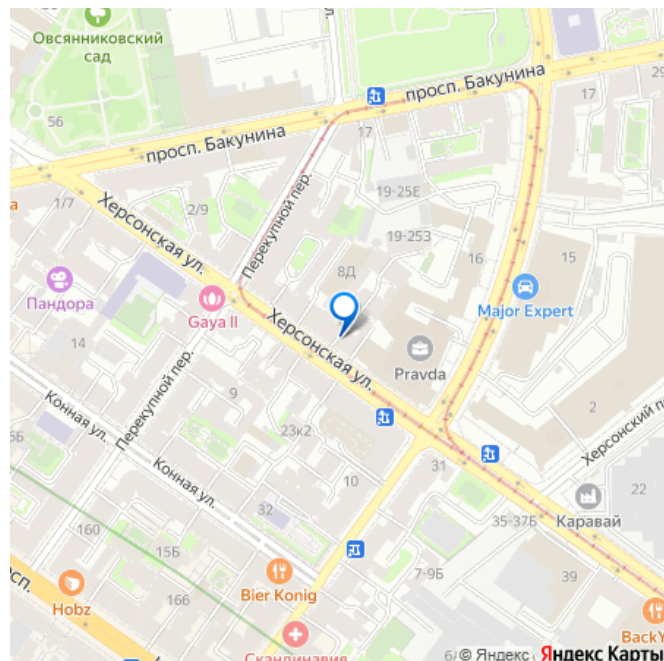 Овсянниковский
сад
56
просп. Бакунина
просп. Бакунина
17
17
29
1/7
2/9
Херсонская ул.
Перекупной пер.
19-25Е
19-253
8Д
16
15
Пандора
Gaya II
Major Expert
Херсонская ул.
Pravda
14
9
Перекупной пер.
Конная ул.
23к2
2
Херсонский п
5Б
Конная ул.
10
31
22
Каравай
32
35-37Б
160
15Б
7-9Б
39
166
Hobz
Bier Konig
Скандинавия
BackY
© Яндекс
Яндекс Карты